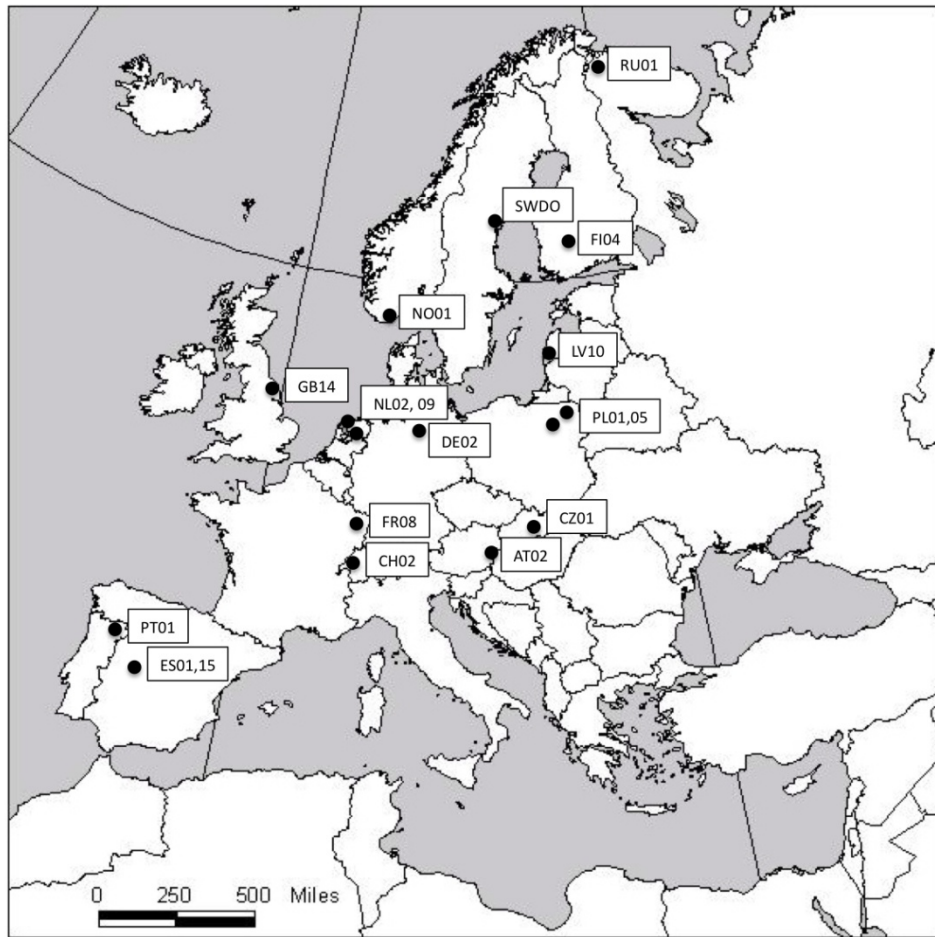 RU01
SWDO
FI04
NO01
LV10
GB14
NL02, 09
PL01,05
DE02
FR08
CZ01
AT02
CH02
PT01
ES01,15
0 250 500 Miles